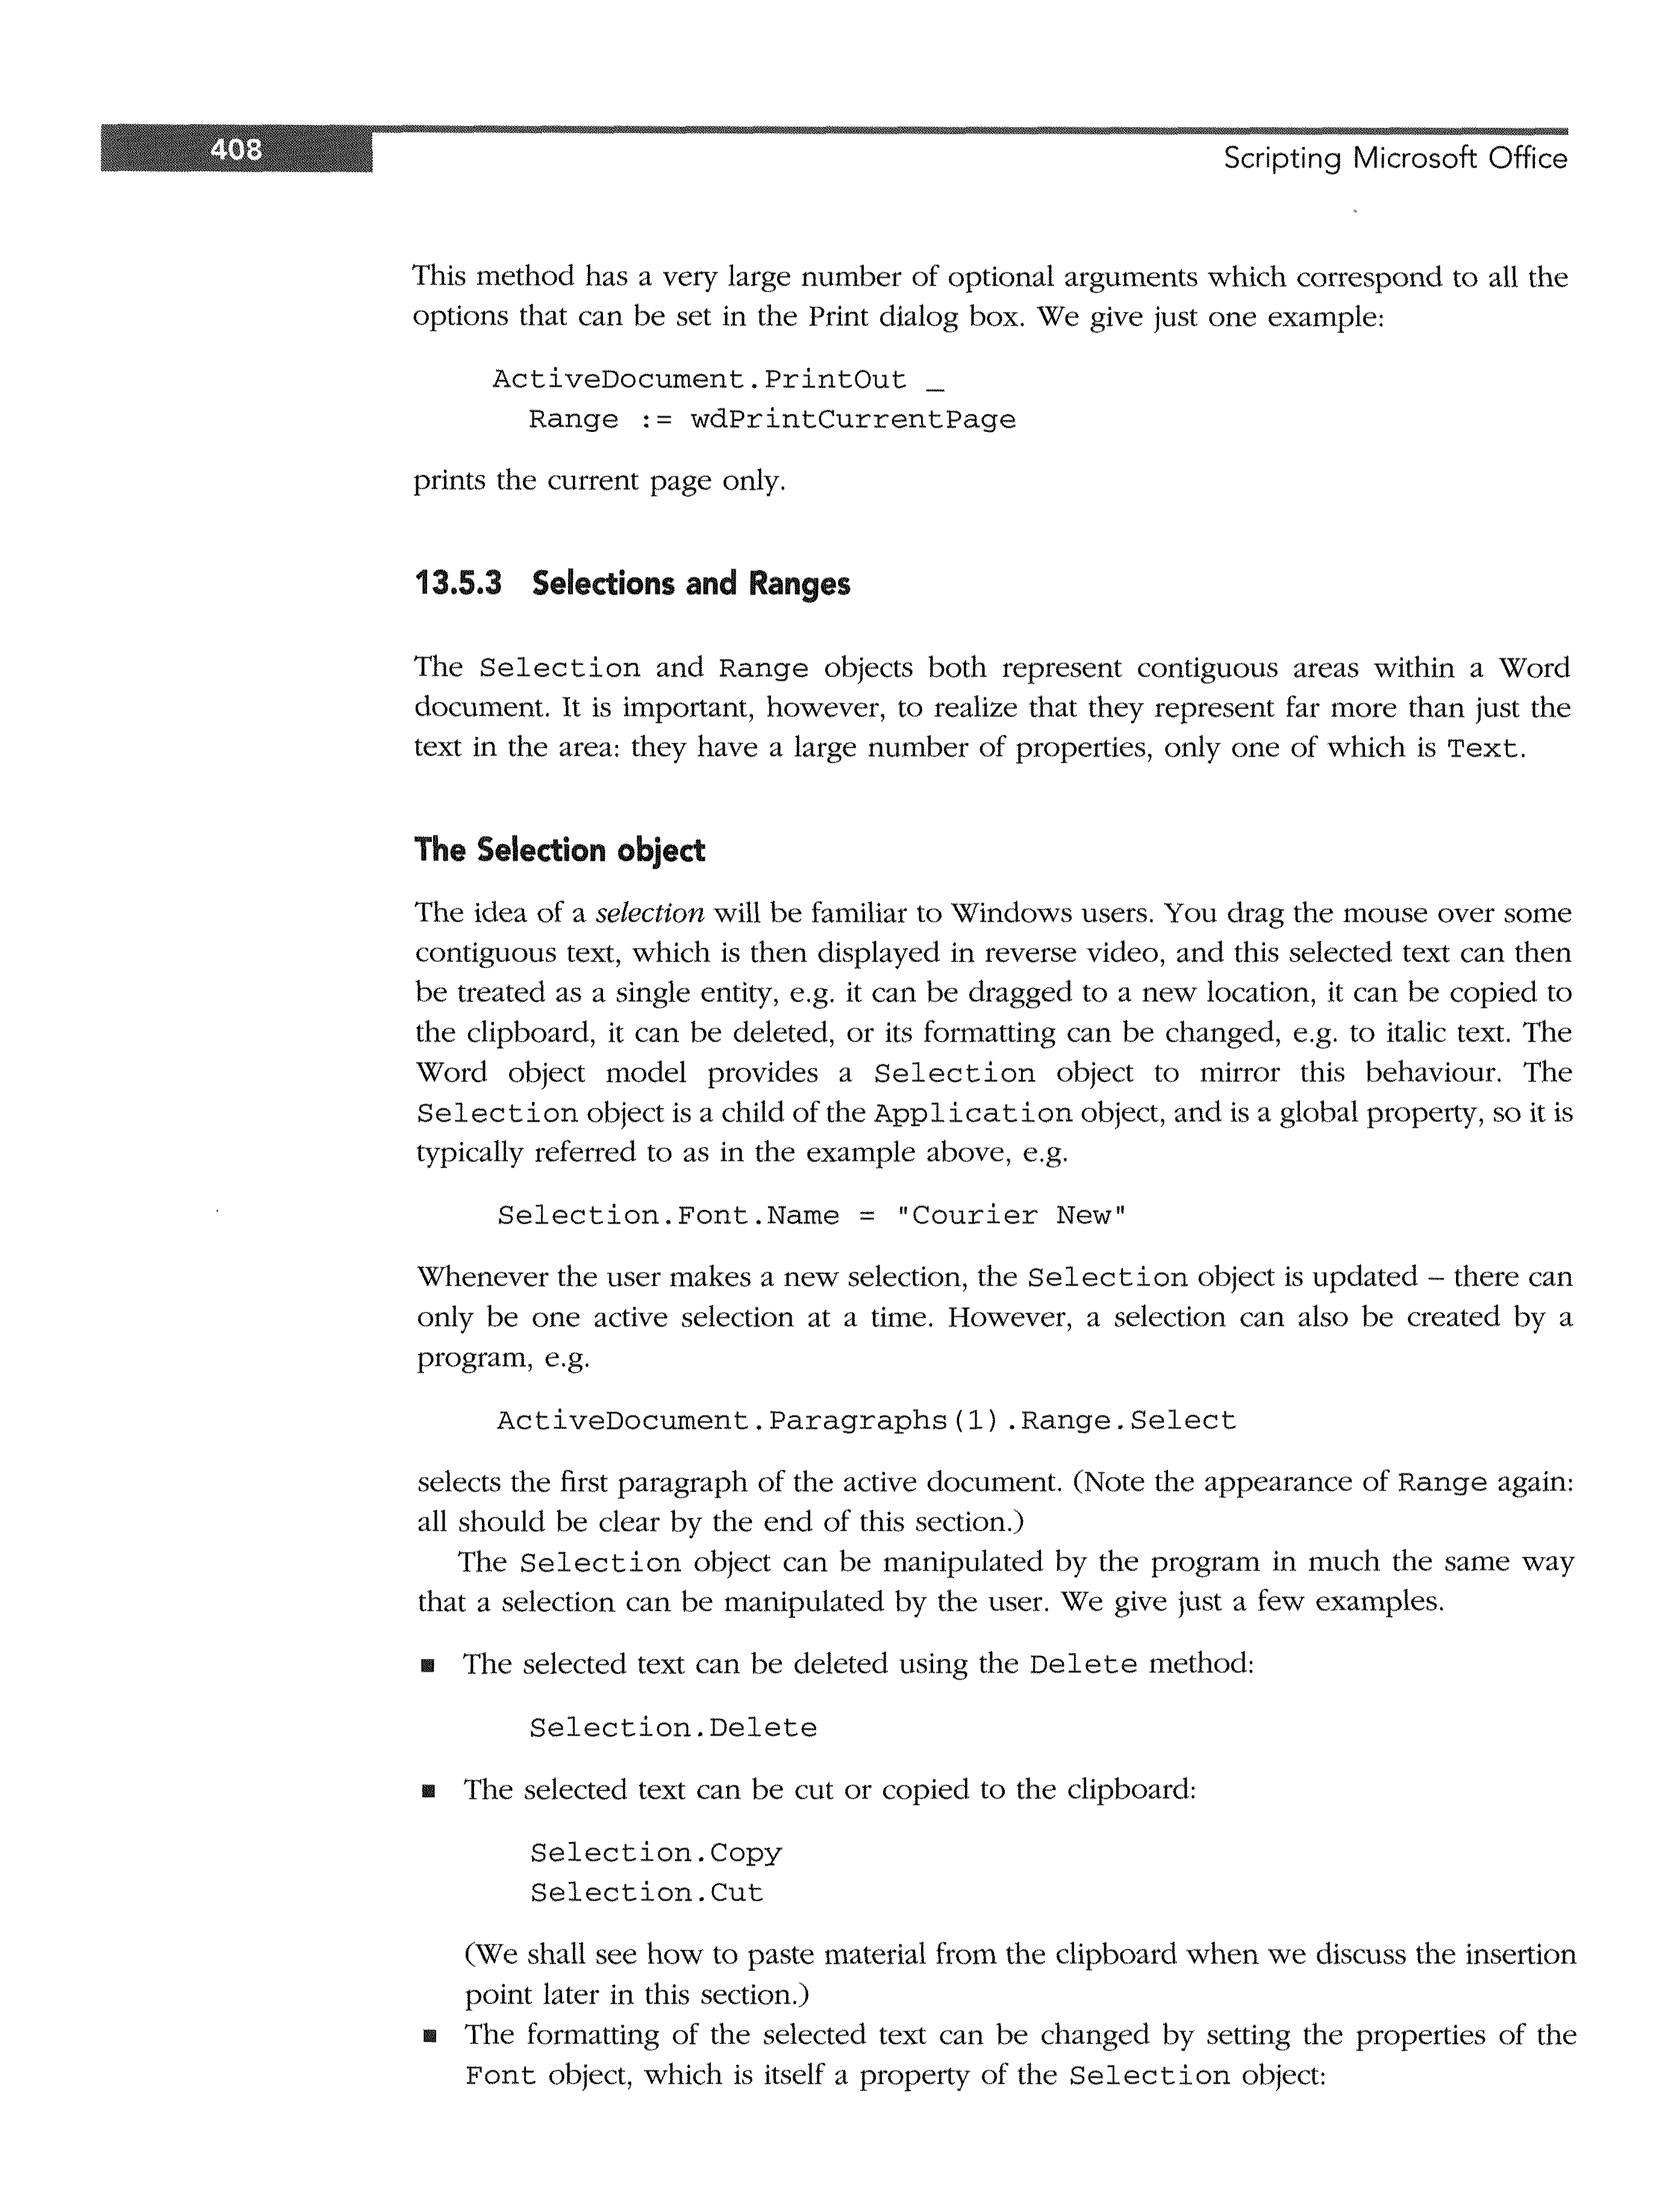 408
Scripting Microsoft Office
This method has a very large number of optional arguments which correspond to all the
options that can be set in the Print dialog box. We give just one example:
ActiveDocument.PrintOut _
Range := wdPrintCurrentPage
prints the current page only.
13.5.3 Selections and Ranges
The Selection and Range objects both represent contiguous areas within a Word
document. It is important, however, to realize that they represent far more than just the
text in the area: they have a large number of properties, only one of which is Text.
The Selection object
The idea of a selection will be familiar to Windows users. You drag the mouse over some
contiguous text, which is then displayed in reverse video, and this selected text can then
be treated as a single entity, e.g. it can be dragged to a new location, it can be copied to
the clipboard, it can be deleted, or its formatting can be changed, e.g. to italic text. The
Word object model provides a Selection object to mirror this behaviour. The
Selection object is a child of the Application object, and is a global property, so it is
typically referred to as in the example above, e.g.
Selection.Font.Name = "Courier New"
Whenever the user makes a new selection, the Selection object is updated – there can
only be one active selection at a time. However, a selection can also be created by a
program, e.g.
ActiveDocument.Paragraphs(1).Range.Select
selects the first paragraph of the active document. (Note the appearance of Range again:
all should be clear by the end of this section.)
The Selection object can be manipulated by the program in much the same way
that a selection can be manipulated by the user. We give just a few examples.
■ The selected text can be deleted using the Delete method:
Selection.Delete
■ The selected text can be cut or copied to the clipboard:
Selection.Copy
Selection.Cut
(We shall see how to paste material from the clipboard when we discuss the insertion
point later in this section.)
■ The formatting of the selected text can be changed by setting the properties of the
Font object, which is itself a property of the Selection object: